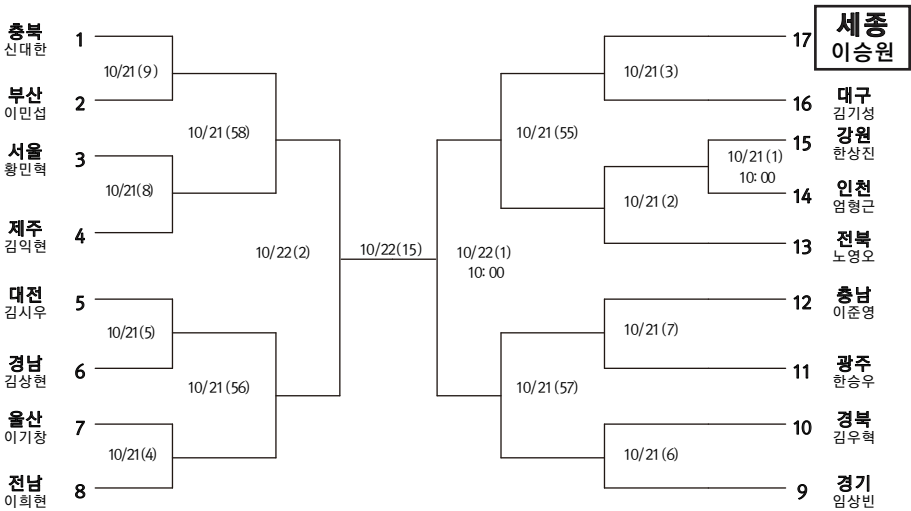 충북
신대한
1
10/21(9)
부산
이민섭
2
10/21(58)
서울
황민혁
3
10/21(8)
제주
김익현
4
10/22(2)
대전
김시우
5
10/21(5)
경남
김상현
6
10/21(56)
울산
이기창
7
10/21(4)
전남
이희현
8
10/22(15)
10/22(1)
10:00
17
세종
이승원
10/21(3)
16
대구
김기성
10/21(55)
15
강원
한상진
10/21(1)
10:00
14
인천
엄형근
10/21(2)
13
전북
노영오
12
충남
이준영
10/21(7)
11
광주
한승우
10/21(57)
10
경북
김우혁
10/21(6)
9
경기
임상빈